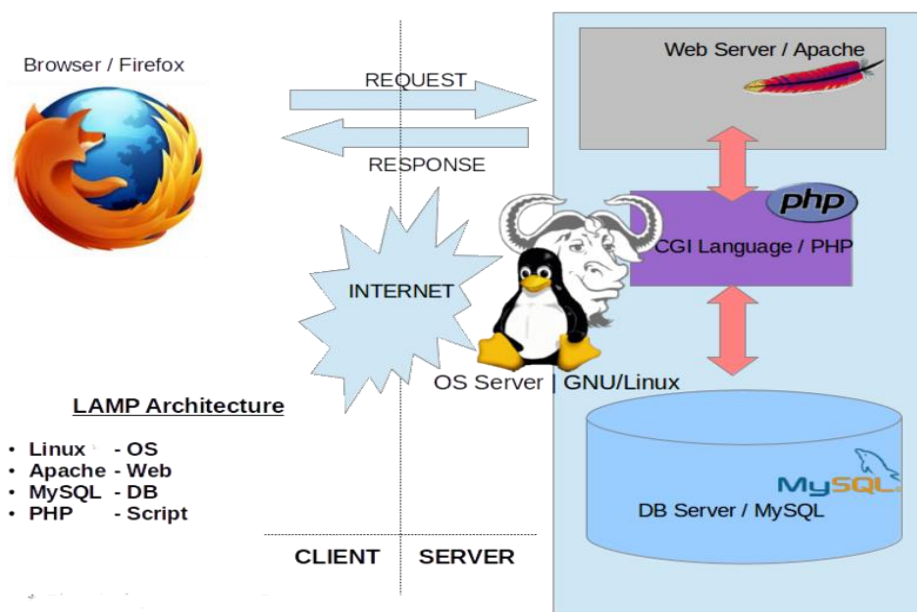 Browser / Firefox
REQUEST
RESPONSE
INTERNET
Web Server / Apache
php
CGI Language / PHP
OS Server | GNU/Linux
MySQL
DB Server / MySQL
LAMP Architecture
• Linux - OS
• Apache - Web
• MySQL - DB
• PHP - Script
CLIENT SERVER